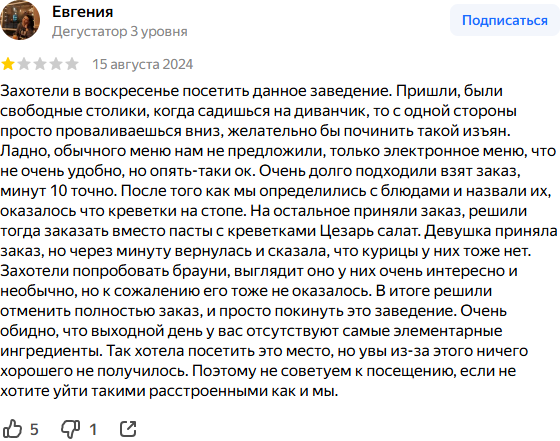 Евгения
Дегустатор 3 уровня
Подписаться
15 августа 2024
Захотели в воскресенье посетить данное заведение. Пришли, были
свободные столики, когда садишься на диванчик, то с одной стороны
просто проваливаешься вниз, желательно бы починить такой изъян.
Ладно, обычного меню нам не предложили, только электронное меню, что
не очень удобно, но опять-таки ок. Очень долго подходили взят заказ,
минут 10 точно. После того как мы определились с блюдами и назвали их,
оказалось что креветки на стопе. На остальное приняли заказ, решили
тогда заказать вместо пасты с креветками Цезарь салат. Девушка приняла
заказ, но через минуту вернулась и сказала, что курицы у них тоже нет.
Захотели попробовать брауни, выглядит оно у них очень интересно и
необычно, но к сожалению его тоже не оказалось. В итоге решили
отменить полностью заказ, и просто покинуть это заведение. Очень
обидно, что выходной день у вас отсутствуют самые элементарные
ингредиенты. Так хотела посетить это место, но увы из-за этого ничего
хорошего не получилось. Поэтому не советуем к посещению, если не
хотите уйти такими расстроенными как и мы.
5
1